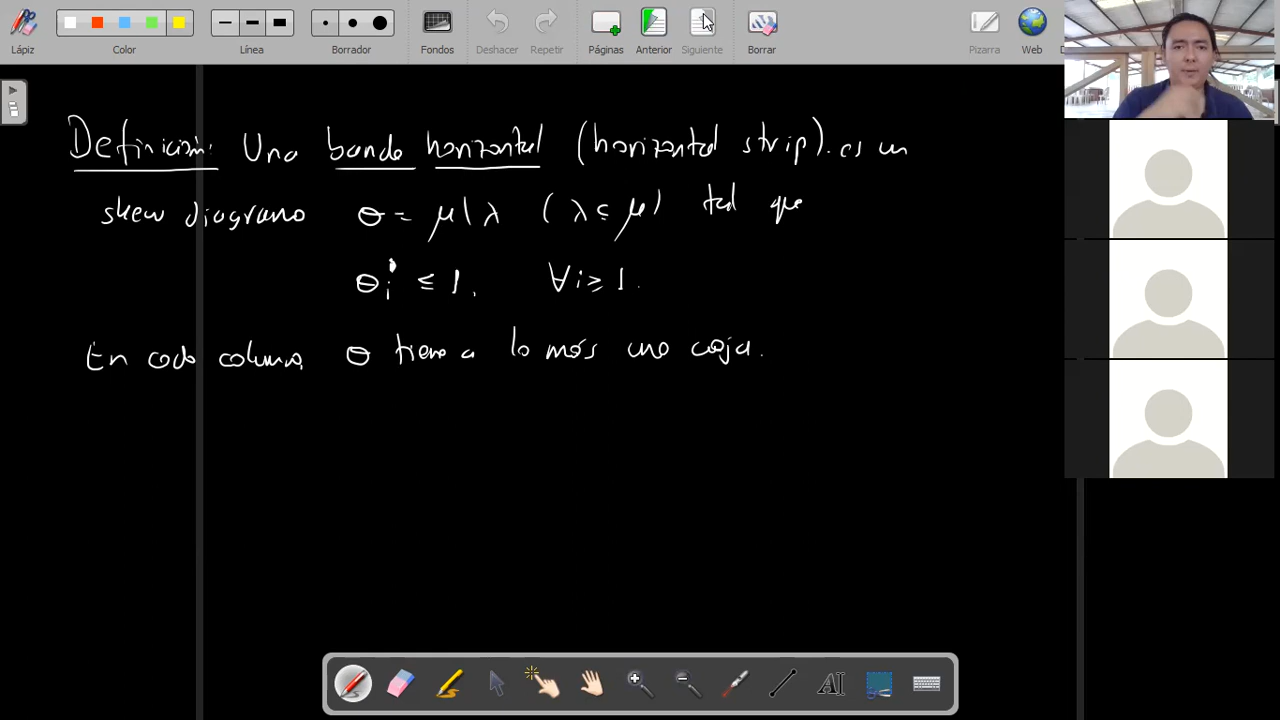 Lápiz Color Línea Borrador Fondos Deshacer Repetir Páginas Anterior Siguiente Borrar Pizarra Web
Definición: Una banda horizontal (horizontal strip). es un
skew diagrama θ = μ \ λ (λ ⊆ μ) tal que
θ'ᵢ ≤ 1, ∀ i ≥ 1.
En cada columna, θ tiene a lo más una caja.
AI